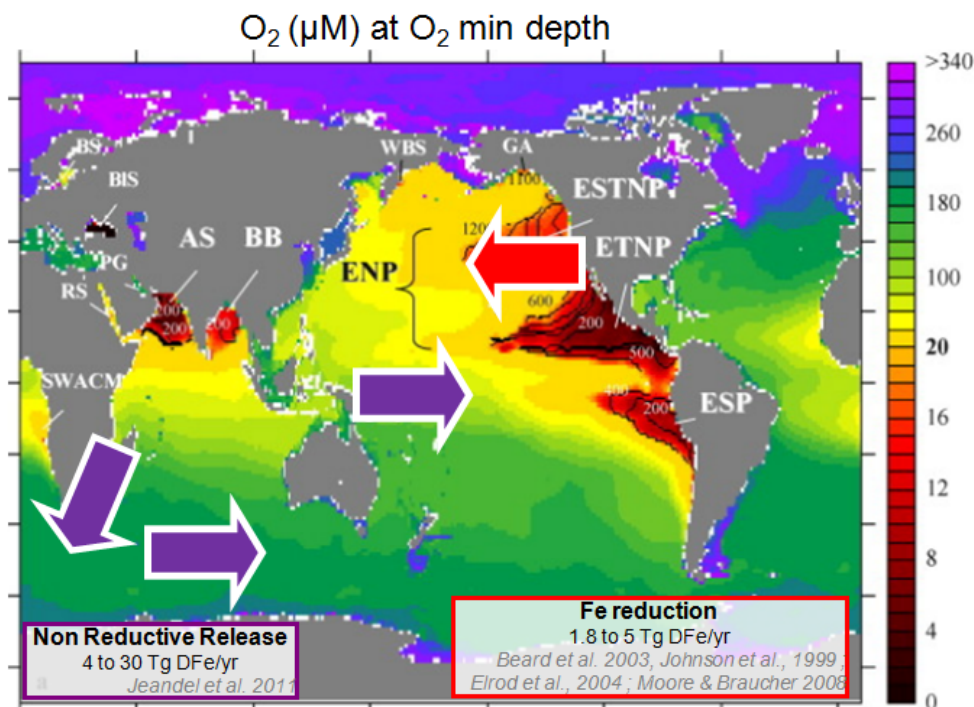 O₂ (µM) at O₂ min depth
>340
260
180
100
20
16
12
8
4
0
BS
BIS
WBS
GA
1100
ESTNP
AS
BB
120
ETNP
PG
ENP
RS
200
200
200
600
200
500
SWACM
400
200
ESP
Non Reductive Release
4 to 30 Tg DFe/yr
Jeandel et al. 2011
Fe reduction
1.8 to 5 Tg DFe/yr
Beard et al. 2003, Johnson et al., 1999 ;
Elrod et al., 2004 ; Moore & Braucher 2008
a